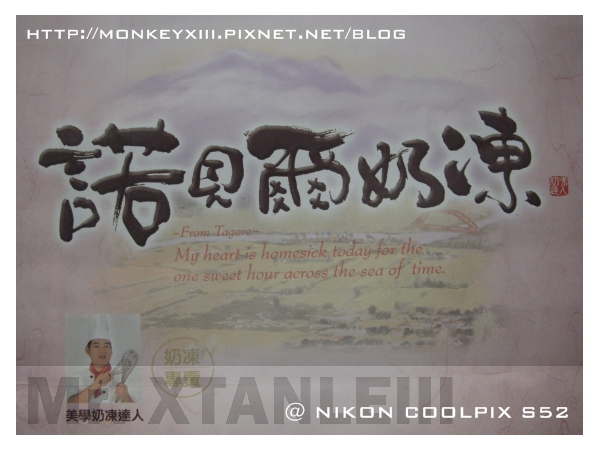 HTTP://MONKEYXIII.PIXNET.NET/BLOG
諾貝爾奶凍
~From Tagore~
My heart is homesick today for the
one sweet hour across the sea of time.
奶凍
專賣
美學奶凍達人
@ NIKON COOLPIX S52